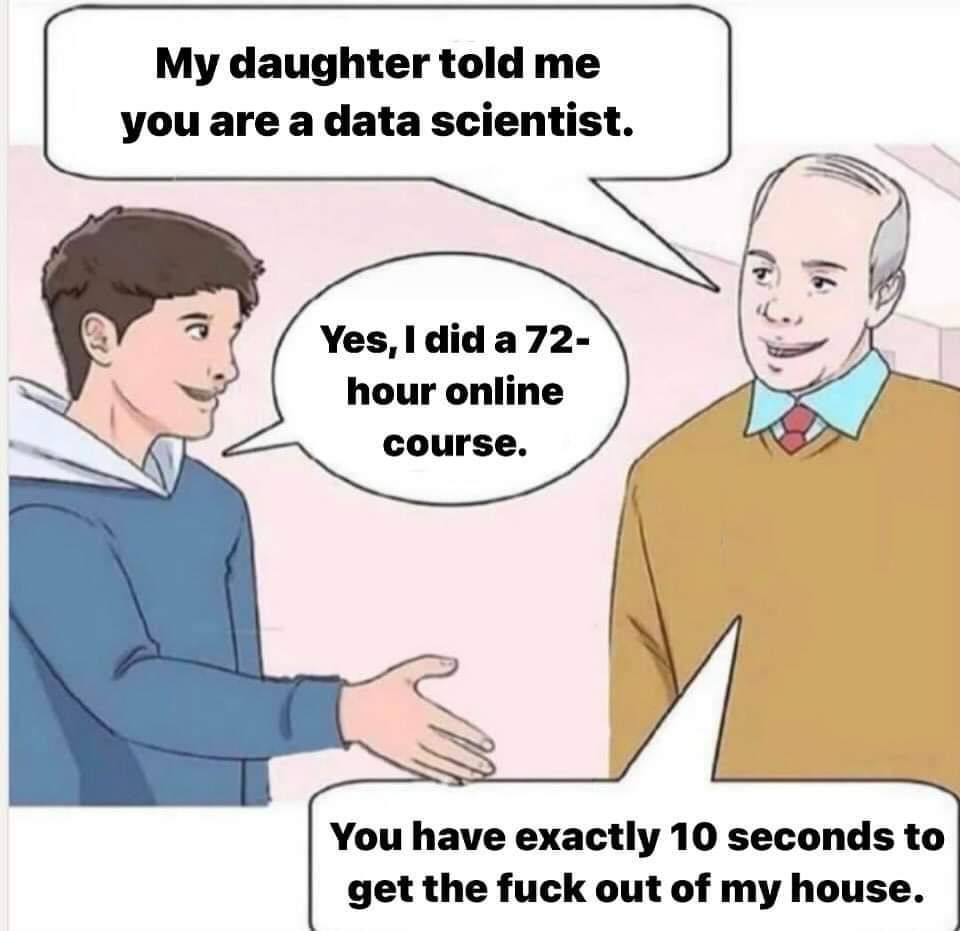 My daughter told me
you are a data scientist.
Yes, I did a 72-
hour online
course.
You have exactly 10 seconds to
get the fuck out of my house.